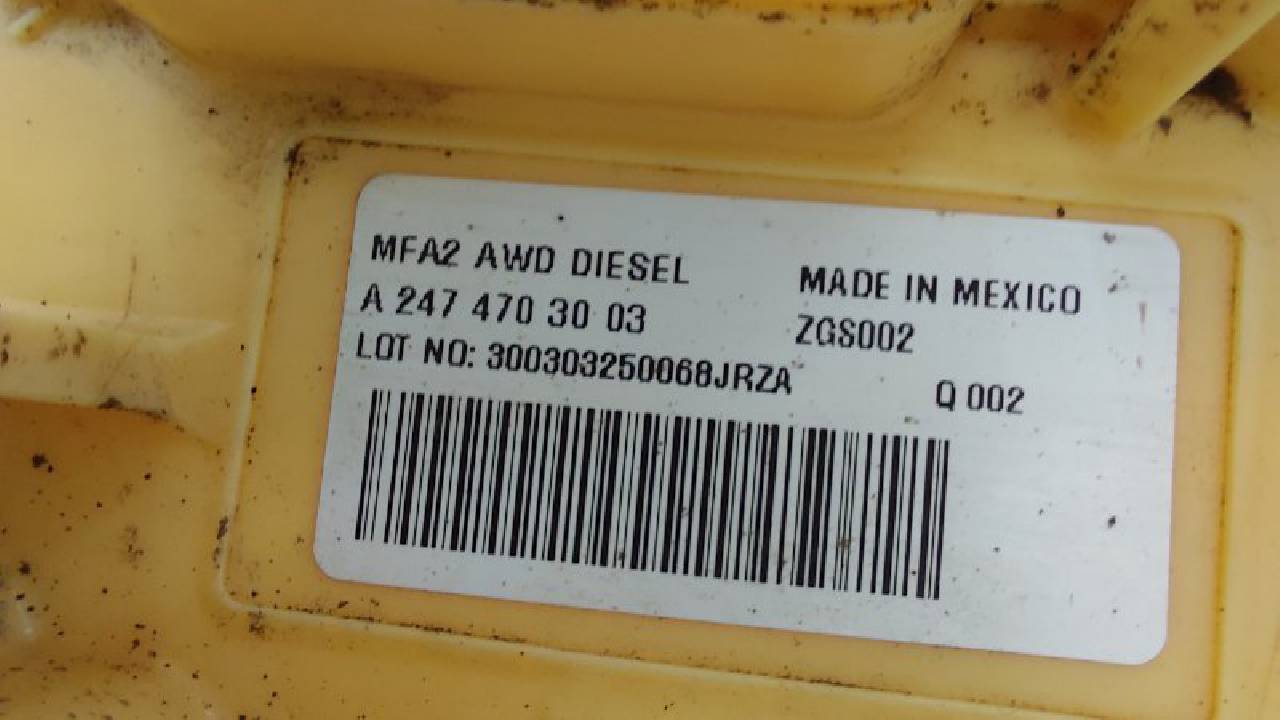 MFA2 AWD DIESEL
MADE IN MEXICO
A 247 470 30 03
ZGS002
LOT NO: 300303250068JRZA
Q 002